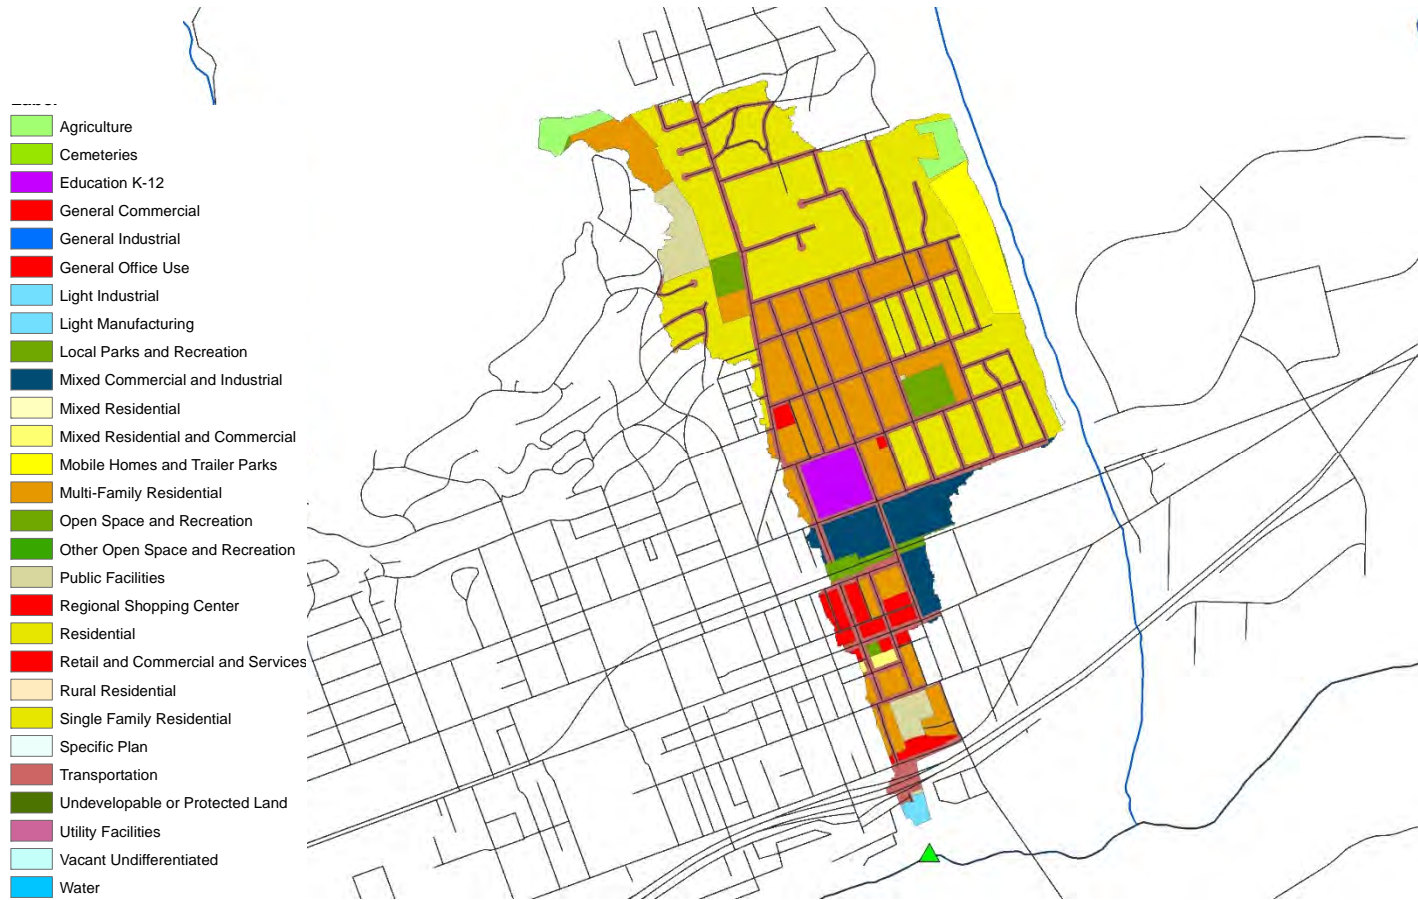 Agriculture
Cemeteries
Education K-12
General Commercial
General Industrial
General Office Use
Light Industrial
Light Manufacturing
Local Parks and Recreation
Mixed Commercial and Industrial
Mixed Residential
Mixed Residential and Commercial
Mobile Homes and Trailer Parks
Multi-Family Residential
Open Space and Recreation
Other Open Space and Recreation
Public Facilities
Regional Shopping Center
Residential
Retail and Commercial and Services
Rural Residential
Single Family Residential
Specific Plan
Transportation
Undevelopable or Protected Land
Utility Facilities
Vacant Undifferentiated
Water